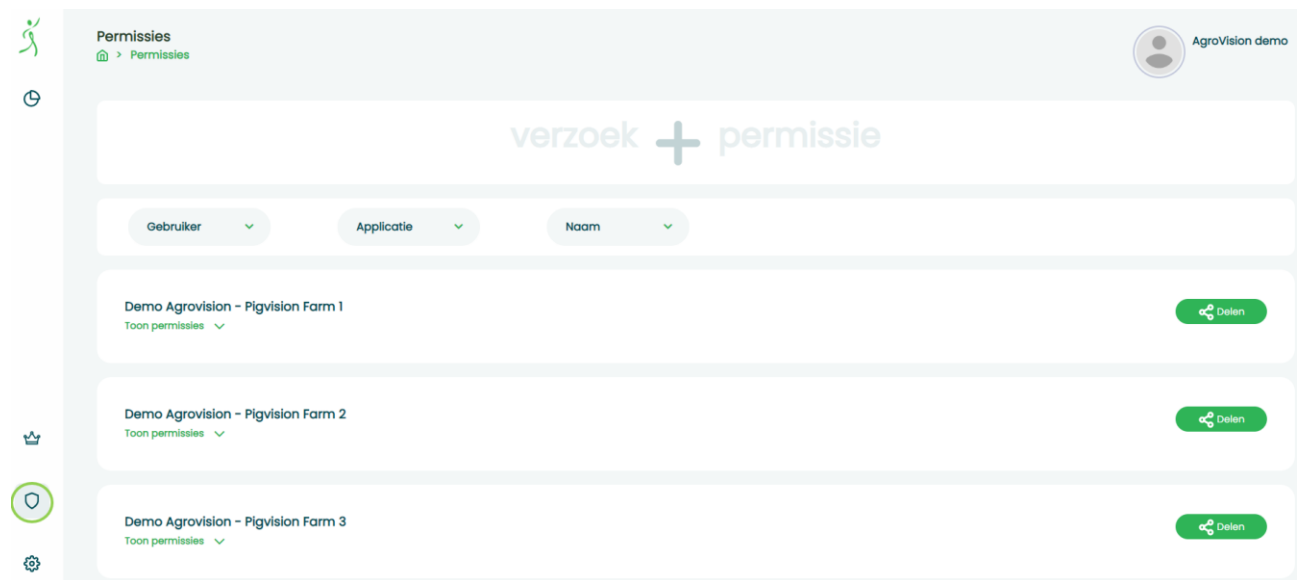 Permissies
> Permissies
AgroVision demo
verzoek + permissie
Gebruiker
Applicatie
Naam
Demo Agrovision - Pigvision Farm 1
Toon permissies
Delen
Demo Agrovision - Pigvision Farm 2
Toon permissies
Delen
Demo Agrovision - Pigvision Farm 3
Toon permissies
Delen